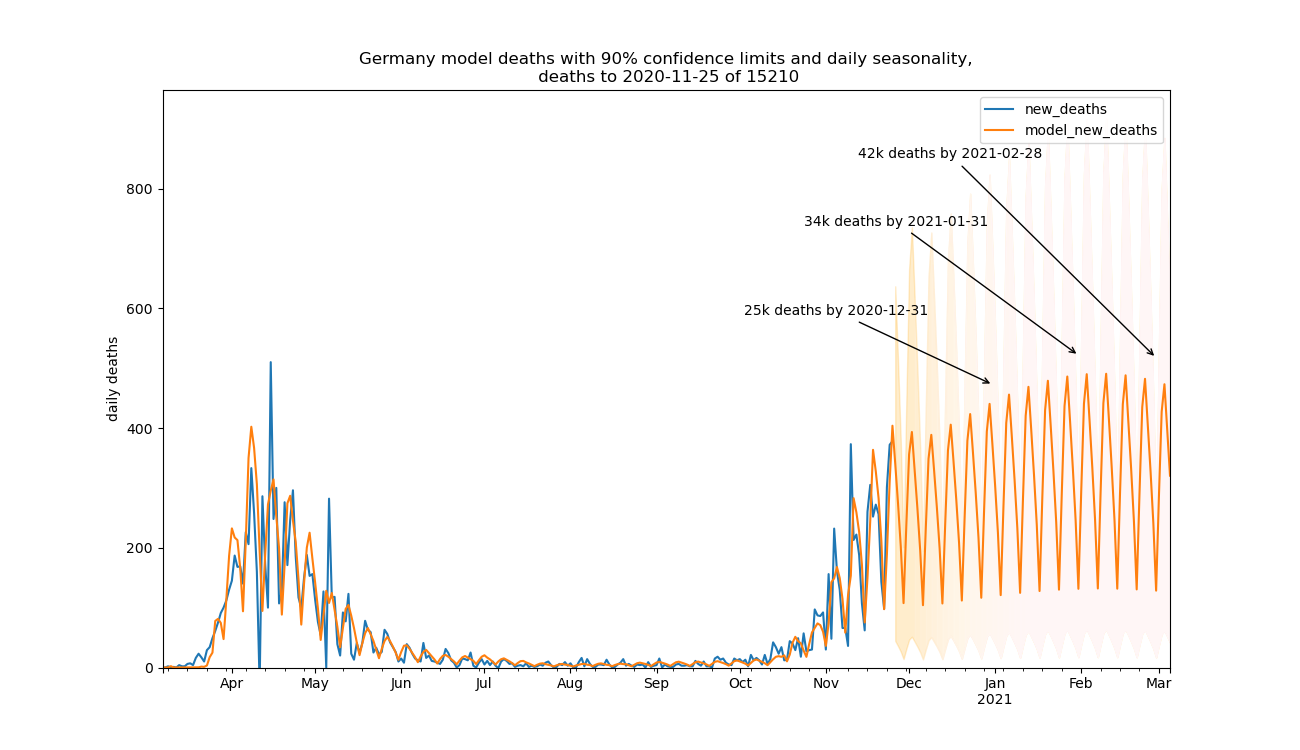 Germany model deaths with 90% confidence limits and daily seasonality,
deaths to 2020-11-25 of 15210
new_deaths
model_new_deaths
42k deaths by 2021-02-28
34k deaths by 2021-01-31
25k deaths by 2020-12-31
daily deaths
800
600
400
200
0
Apr May Jun Jul Aug Sep Oct Nov Dec Jan Feb Mar
2021